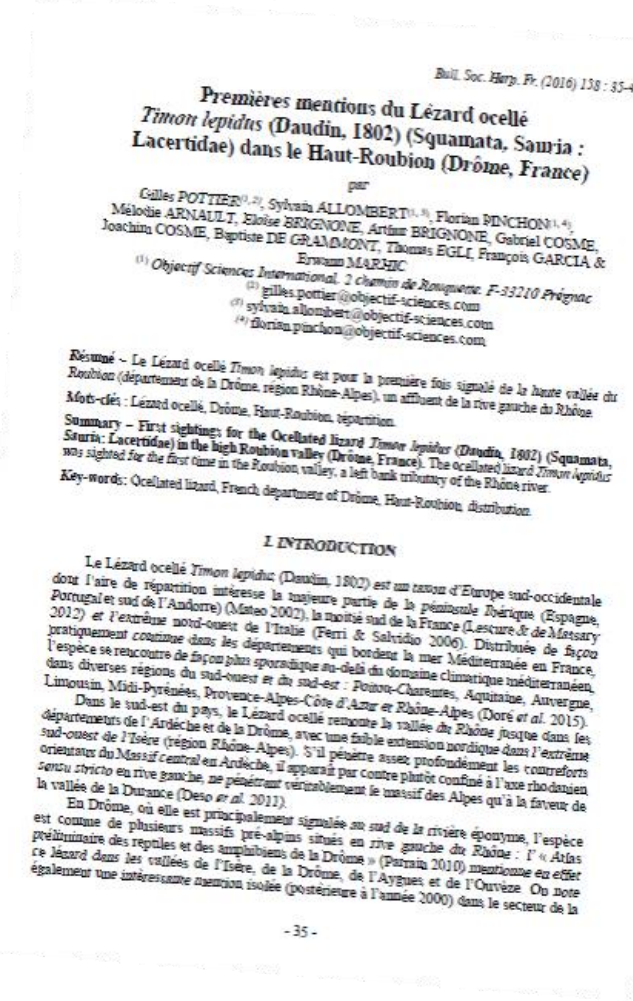 Bull. Soc. Herp. Fr. (2016) 158 : 35-4
Premières mentions du Lézard ocellé
Timon lepidus (Daudin, 1802) (Squamata, Sauria :
Lacertidae) dans le Haut-Roubion (Drôme, France)
par
Gilles POTTIER(1, 2), Sylvain ALLOMBERT(1, 3), Florian PINCHON(1, 4),
Mélodie ARNAULT, Eloïse BRIGNONE, Arthur BRIGNONE, Gabriel COSME,
Joachim COSME, Baptiste DE GRAMMONT, Thomas EGLI, François GARCIA &
Erwann MARHIC
(1) Objectif Sciences International, 2 chemin de Rouquette, F-33210 Préignac
(2) gilles.pottier@objectif-sciences.com
(3) sylvain.allombert@objectif-sciences.com
(4) florian.pinchon@objectif-sciences.com
Résumé – Le Lézard ocellé Timon lepidus est pour la première fois signalé de la haute vallée du
Roubion (département de la Drôme, région Rhône-Alpes), un affluent de la rive gauche du Rhône.
Mots-clés : Lézard ocellé, Drôme, Haut-Roubion, répartition.
Summary – First sightings for the Ocellated lizard Timon lepidus (Daudin, 1802) (Squamata,
Sauria: Lacertidae) in the high Roubion valley (Drôme, France). The ocellated lizard Timon lepidus
was sighted for the first time in the Roubion valley, a left bank tributary of the Rhône river.
Key-words: Ocellated lizard, French department of Drôme, Haut-Roubion, distribution.
I. INTRODUCTION
Le Lézard ocellé Timon lepidus (Daudin, 1802) est un taxon d'Europe sud-occidentale
dont l'aire de répartition intéresse la majeure partie de la péninsule Ibérique (Espagne,
Portugal et sud de l'Andorre) (Mateo 2002), la moitié sud de la France (Lescure & de Massary
2012) et l'extrême nord-ouest de l'Italie (Ferri & Salvidio 2006). Distribuée de façon
pratiquement continue dans les départements qui bordent la mer Méditerranée en France,
l'espèce se rencontre de façon plus sporadique au-delà du domaine climatique méditerranéen,
dans diverses régions du sud-ouest et du sud-est : Poitou-Charentes, Aquitaine, Auvergne,
Limousin, Midi-Pyrénées, Provence-Alpes-Côte d'Azur et Rhône-Alpes (Doré et al. 2015).
Dans le sud-est du pays, le Lézard ocellé remonte la vallée du Rhône jusque dans les
départements de l'Ardèche et de la Drôme, avec une faible extension nordique dans l'extrême
sud-ouest de l'Isère (région Rhône-Alpes). S'il pénètre assez profondément les contreforts
orientaux du Massif central en Ardèche, il apparaît par contre plutôt confiné à l'axe rhodanien
sensu stricto en rive gauche, ne pénétrant véritablement le massif des Alpes qu'à la faveur de
la vallée de la Durance (Deso et al. 2011).
En Drôme, où elle est principalement signalée au sud de la rivière éponyme, l'espèce
est connue de plusieurs massifs pré-alpins situés en rive gauche du Rhône : l' « Atlas
préliminaire des reptiles et des amphibiens de la Drôme » (Parrain 2010) mentionne en effet
ce lézard dans les vallées de l'Isère, de la Drôme, de l'Aygues et de l'Ouvèze. On note
également une intéressante mention isolée (postérieure à l'année 2000) dans le secteur de la
- 35 -